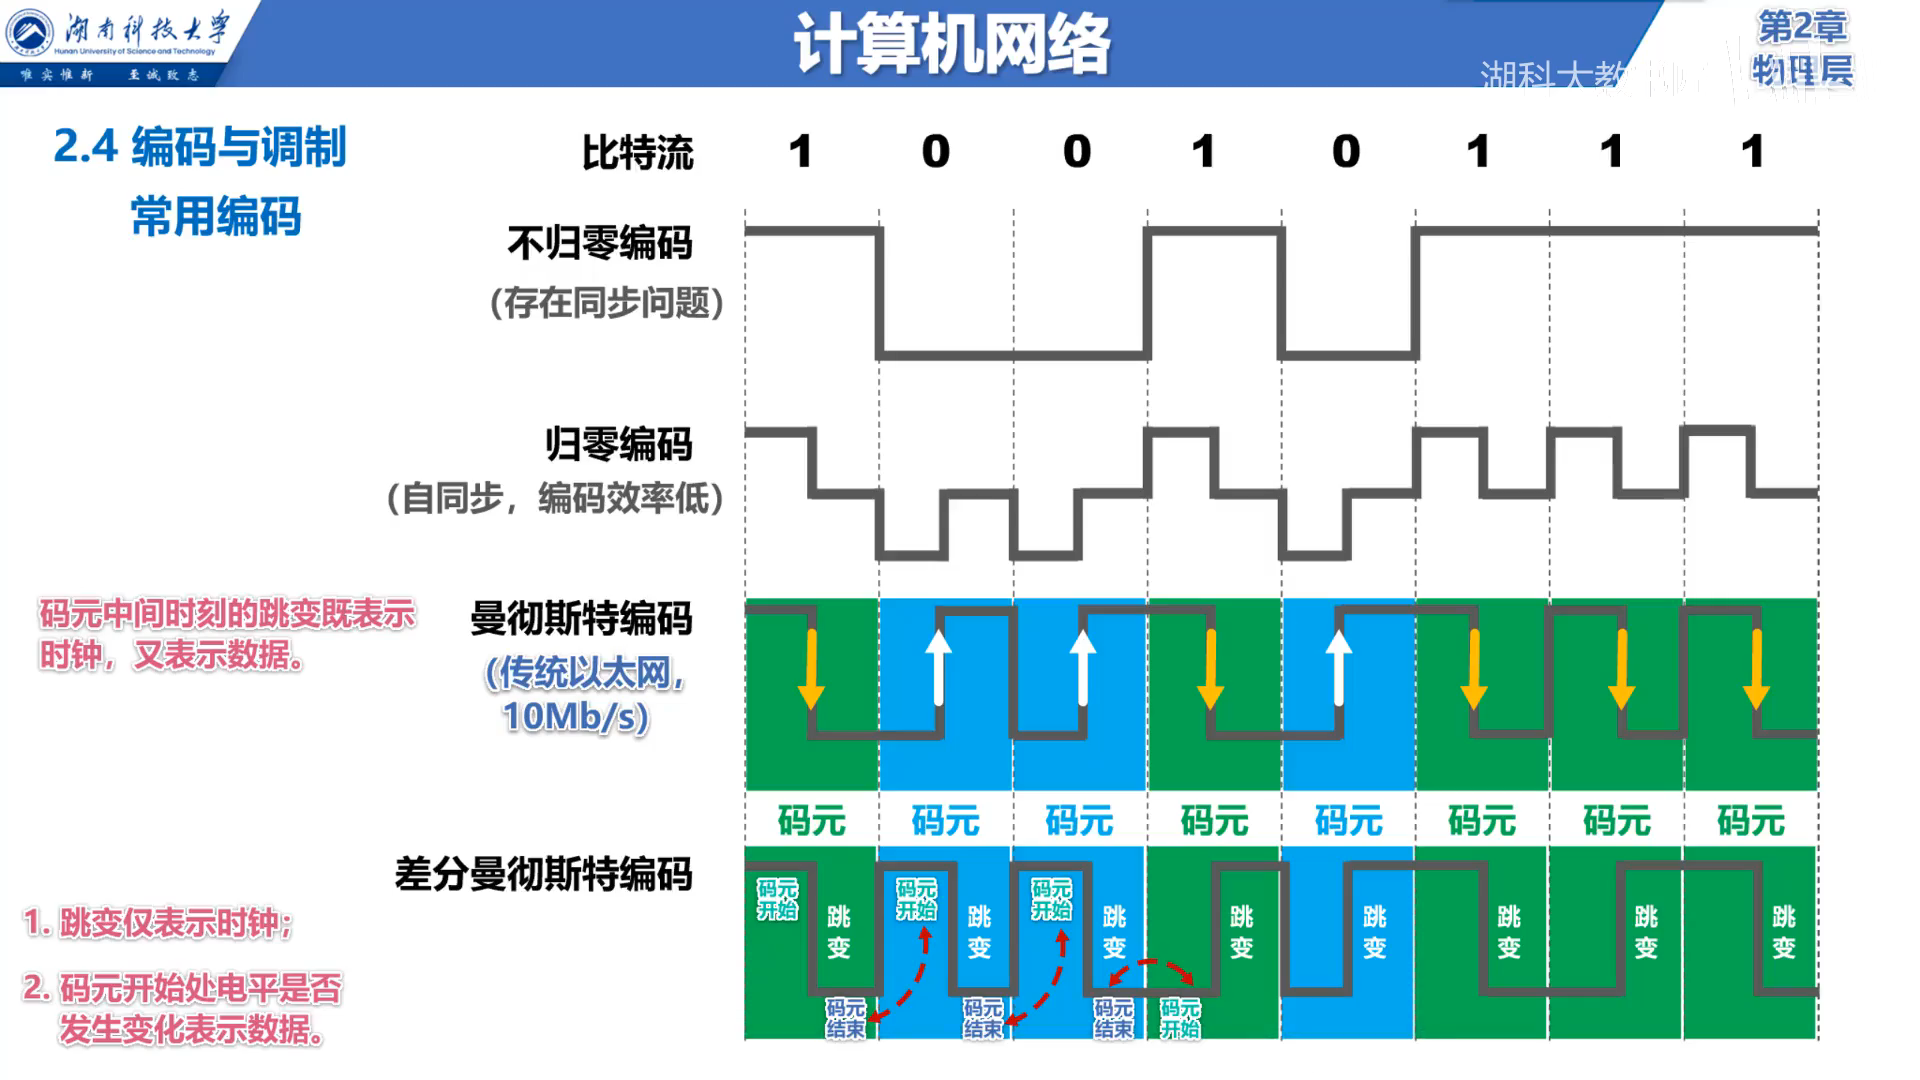 湖南科技大学
Hunan University of Science and Technology
唯实惟新 至诚致志
计算机网络
第2章
物理层
湖科大教书匠
2.4 编码与调制
常用编码
比特流 1 0 0 1 0 1 1 1
不归零编码
(存在同步问题)
归零编码
(自同步,编码效率低)
码元中间时刻的跳变既表示
时钟,又表示数据。
曼彻斯特编码
(传统以太网,
10Mb/s)
码元 码元 码元 码元 码元 码元 码元 码元
差分曼彻斯特编码
1. 跳变仅表示时钟;
2. 码元开始处电平是否
发生变化表示数据。
码元 码元 码元
开始 开始 开始
跳 跳 跳 跳 跳 跳 跳 跳
变 变 变 变 变 变 变 变
码元 码元 码元 码元
结束 结束 结束 开始